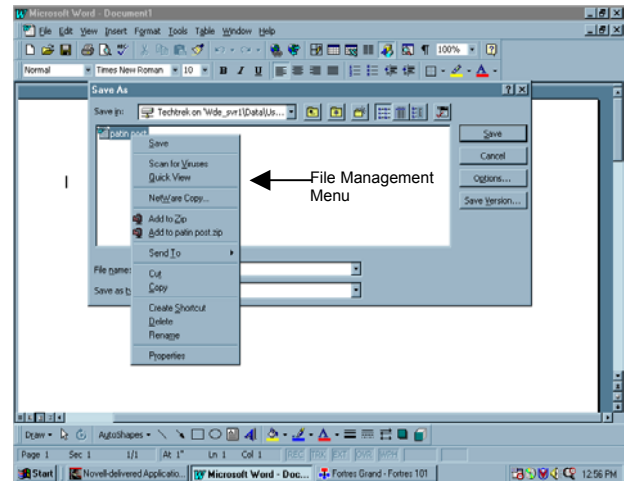 Microsoft Word - Document1
File Edit View Insert Format Tools Table Window Help
100%
Normal Times New Roman 10 B I U
Save As
Save in: Techtrek on 'Wde_svr1\Data\Us...
patin post
Save
Cancel
Options...
Save Version...
Save
Scan for Viruses
Quick View
NetWare Copy...
Add to Zip
Add to patin post.zip
Send To
Cut
Copy
Create Shortcut
Delete
Rename
Properties
File Management
Menu
File name:
Save as
Draw AutoShapes
Page 1 Sec 1 1/1 At 1" Ln 1 Col 1 REC TRK EXT OVR WPH
Start Novell-delivered Applicatio... Microsoft Word - Doc... Fortres Grand - Fortres 101 12:56 PM